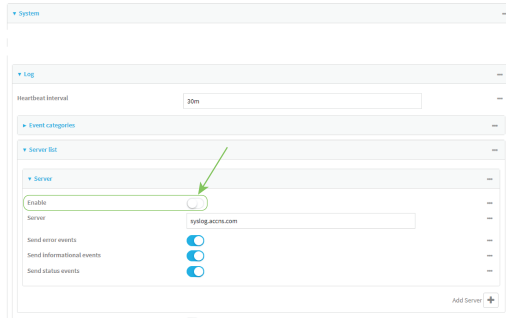 System
Log
Heartbeat interval
30m
Event categories
Server list
Server
Enable
Server
syslog.accns.com
Send error events
Send informational events
Send status events
Add Server